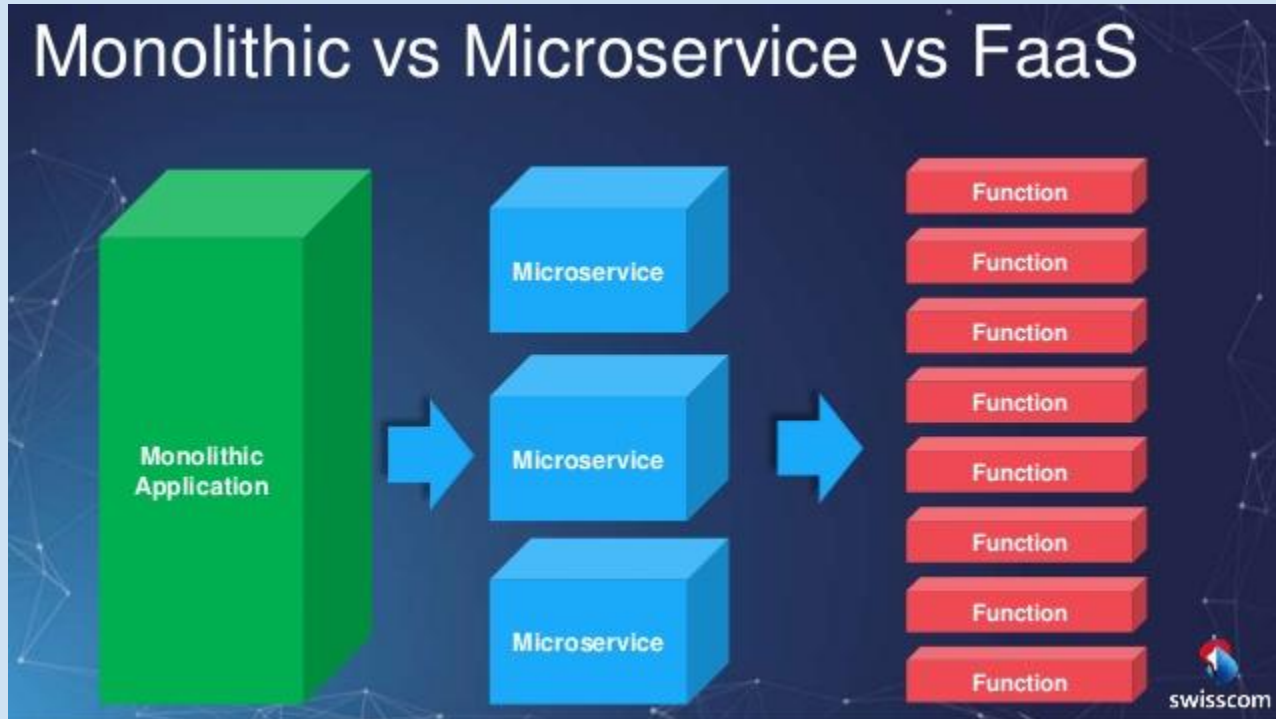 Monolithic vs Microservice vs FaaS
Monolithic
Application
Microservice
Microservice
Microservice
Function
Function
Function
Function
Function
Function
Function
Function
swisscom